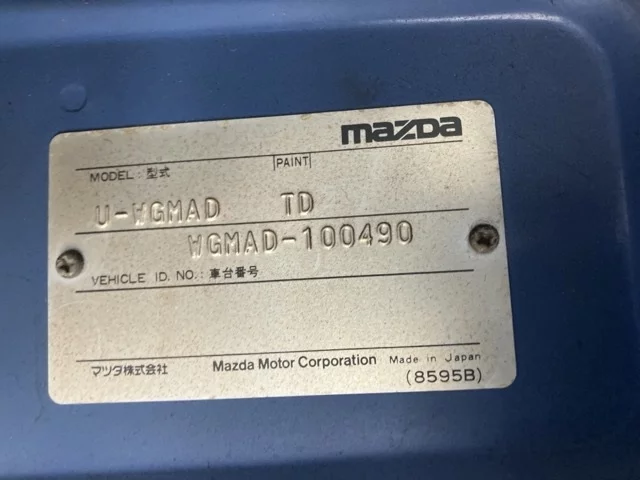 mazda
MODEL: 型式 PAINT
U-WGMAD TD
WGMAD-100490
VEHICLE ID. NO.: 車台番号
マツダ株式会社 Mazda Motor Corporation Made in Japan
(8595B)